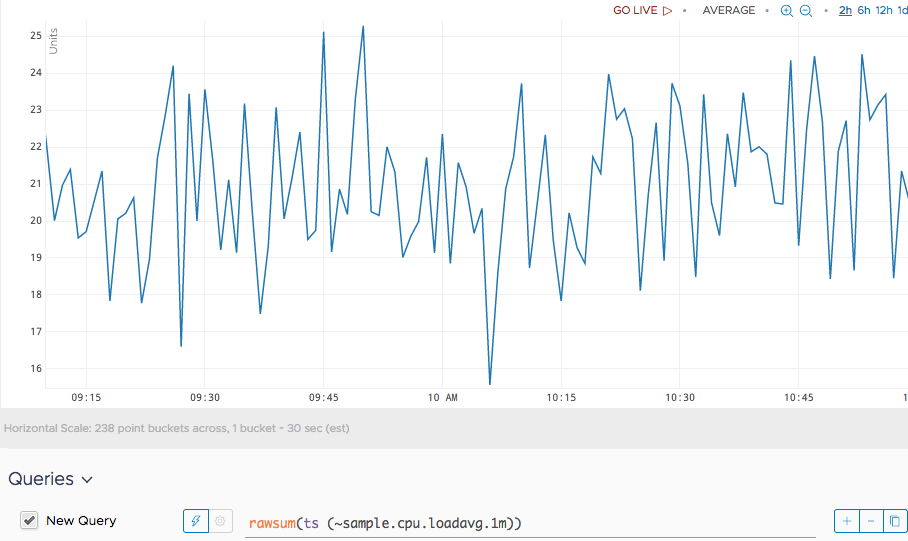 GO LIVE ▷ • AVERAGE • • 2h 6h 12h 1d
Units
25
24
23
22
21
20
19
18
17
16
09:15 09:30 09:45 10 AM 10:15 10:30 10:45 1
Horizontal Scale: 238 point buckets across, 1 bucket ~ 30 sec (est)
Queries
New Query
rawsum(ts (~sample.cpu.loadavg.1m))